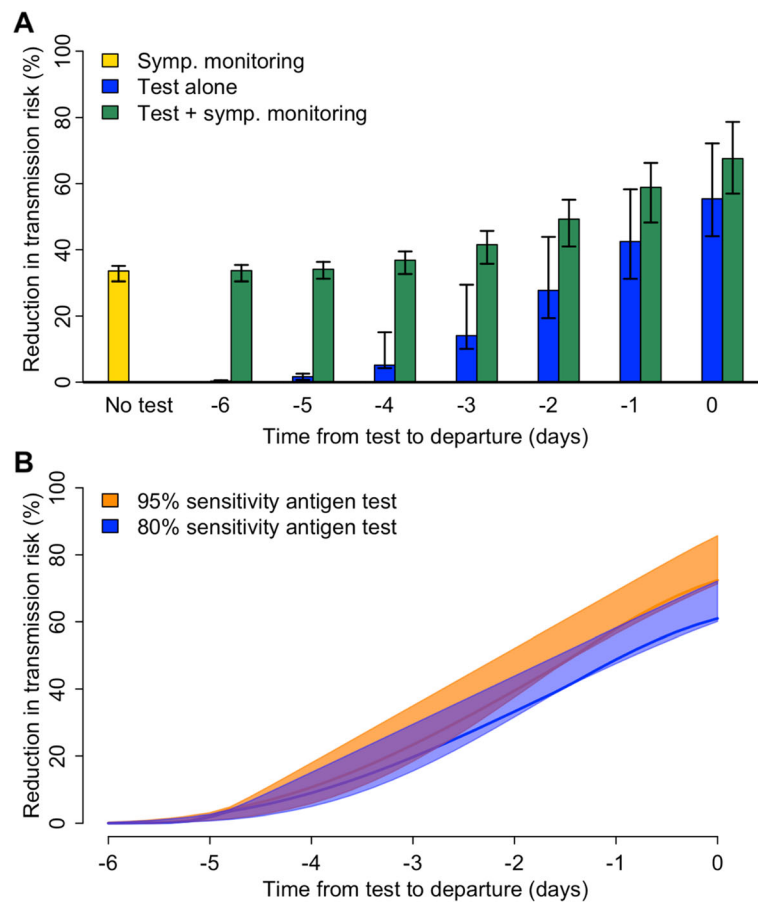 A
Reduction in transmission risk (%)
100
80
60
40
20
0
Symp. monitoring
Test alone
Test + symp. monitoring
No test -6 -5 -4 -3 -2 -1 0
Time from test to departure (days)
B
Reduction in transmission risk (%)
100
80
60
40
20
0
95% sensitivity antigen test
80% sensitivity antigen test
-6 -5 -4 -3 -2 -1 0
Time from test to departure (days)